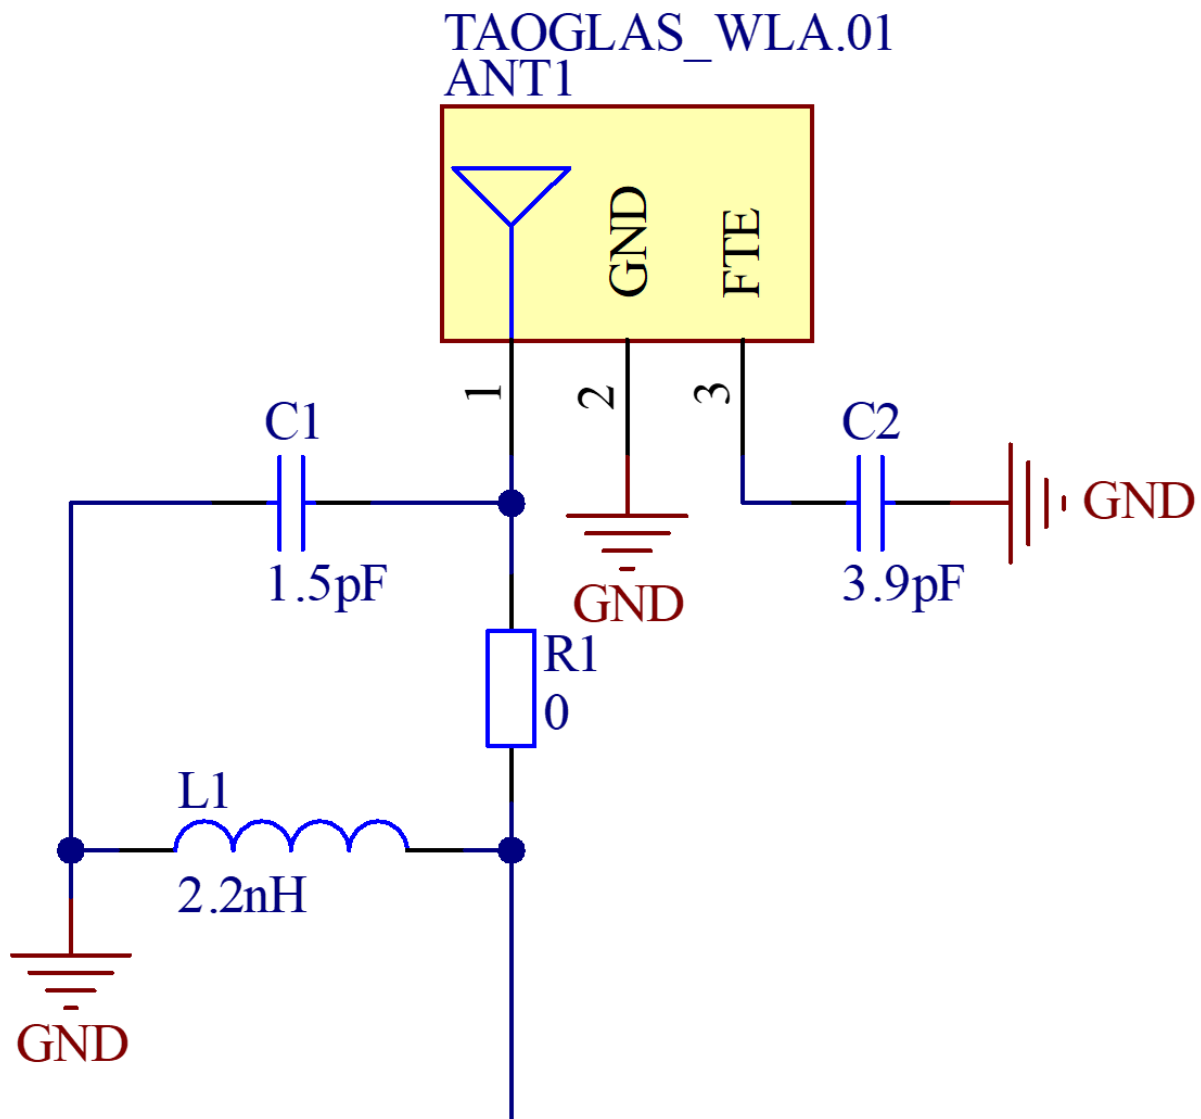 TAOGLAS_WLA.01
ANT1
GND
FTE
1
2
3
C1
1.5pF
C2
3.9pF
GND
GND
R1
0
L1
2.2nH
GND